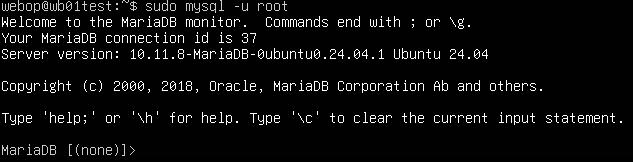 webop@wb01test:~$ sudo mysql -u root
Welcome to the MariaDB monitor.  Commands end with ; or \g.
Your MariaDB connection id is 37
Server version: 10.11.8-MariaDB-0ubuntu0.24.04.1 Ubuntu 24.04

Copyright (c) 2000, 2018, Oracle, MariaDB Corporation Ab and others.

Type 'help;' or '\h' for help. Type '\c' to clear the current input statement.

MariaDB [(none)]>